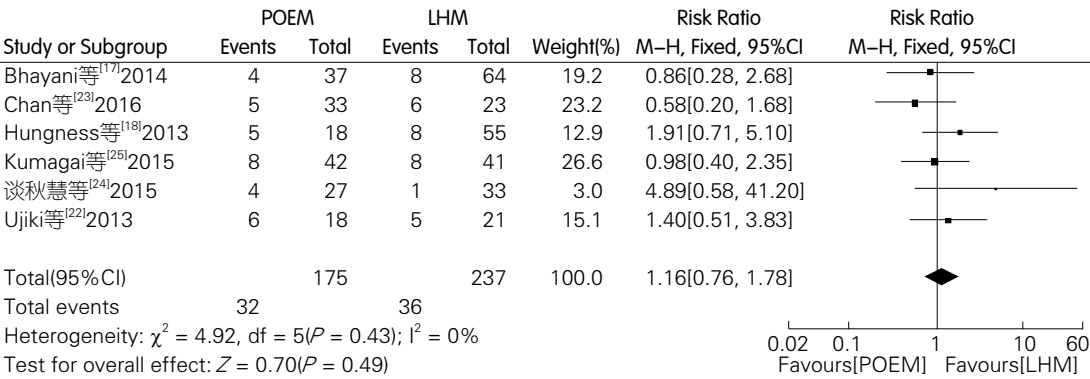 POEM LHM Risk Ratio Risk Ratio
Study or Subgroup Events Total Events Total Weight(%) M−H, Fixed, 95%CI M−H, Fixed, 95%CI
Bhayani等[17]2014 4 37 8 64 19.2 0.86[0.28, 2.68]
Chan等[23]2016 5 33 6 23 23.2 0.58[0.20, 1.68]
Hungness等[18]2013 5 18 8 55 12.9 1.91[0.71, 5.10]
Kumagai等[25]2015 8 42 8 41 26.6 0.98[0.40, 2.35]
谈秋慧等[24]2015 4 27 1 33 3.0 4.89[0.58, 41.20]
Ujiki等[22]2013 6 18 5 21 15.1 1.40[0.51, 3.83]
Total(95%CI) 175 237 100.0 1.16[0.76, 1.78]
Total events 32 36
Heterogeneity: χ² = 4.92, df = 5(P = 0.43); I² = 0%
0.02 0.1 1 10 60
Test for overall effect: Z = 0.70(P = 0.49) Favours[POEM] Favours[LHM]